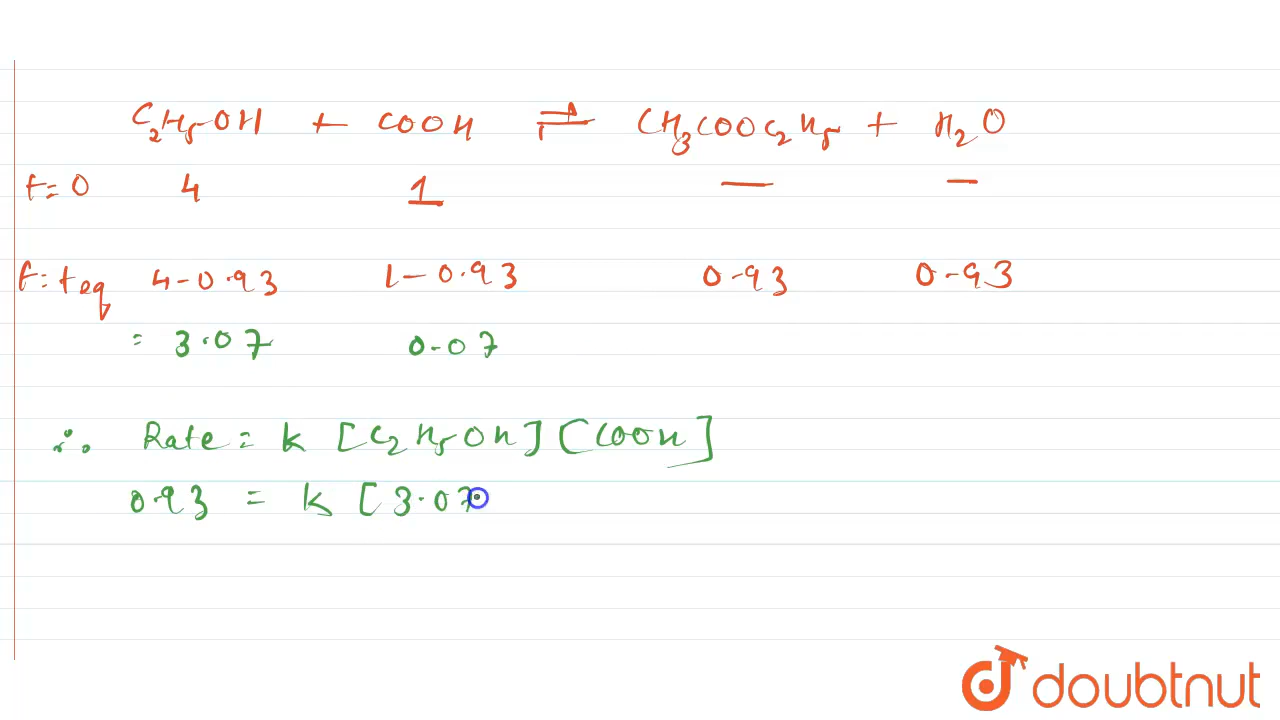 C2H5OH + COOH ⇌ CH3COOC2H5 + H2O
t=0 4 1 — —
t=teq 4-0.93 1-0.93 0.93 0.93
= 3.07 0.07
∴ Rate = K [C2H5OH] [COOH]
0.93 = K [3.07
doubtnut